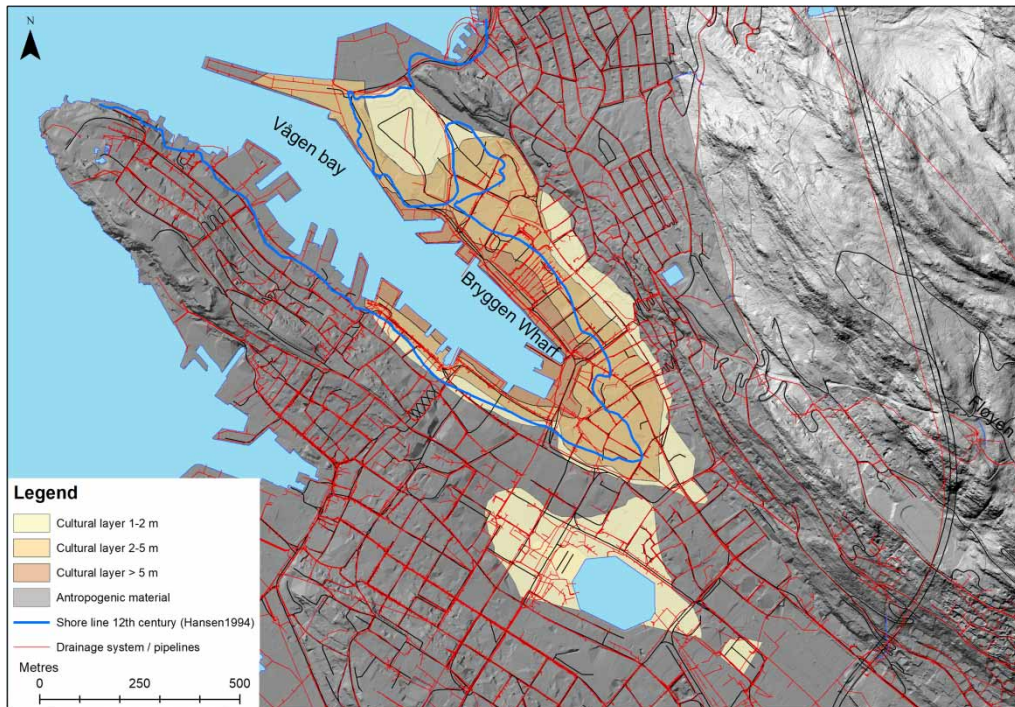 N
Vågen bay
Bryggen Wharf
Fløyen
Legend
Cultural layer 1-2 m
Cultural layer 2-5 m
Cultural layer > 5 m
Antropogenic material
Shore line 12th century (Hansen1994)
Drainage system / pipelines
Metres
0 250 500